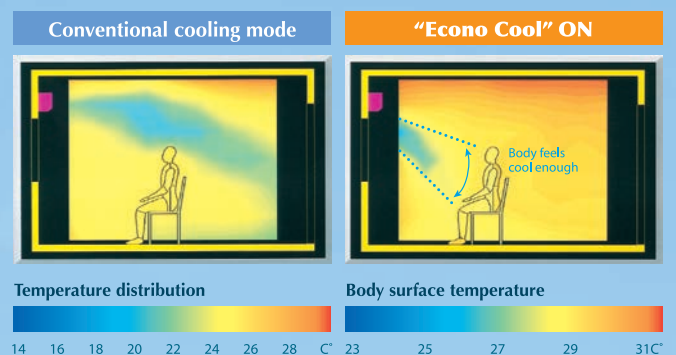 Conventional cooling mode
“Econo Cool” ON
Body feels
cool enough
Temperature distribution
14 16 18 20 22 24 26 28 C°
Body surface temperature
23 25 27 29 31C°